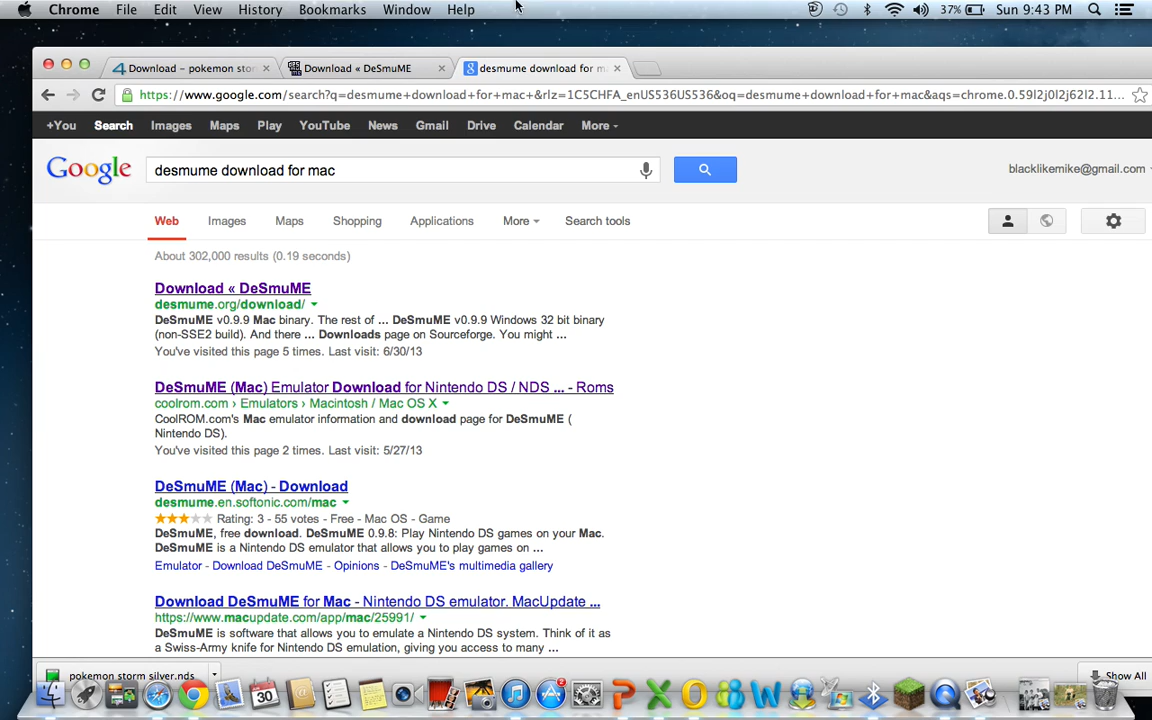 Chrome File Edit View History Bookmarks Window Help 37% Sun 9:43 PM
Download – pokemon stor Download « DeSmuME desmume download for m
https://www.google.com/search?q=desmume+download+for+mac+&rlz=1C5CHFA_enUS536US536&oq=desmume+download+for+mac&aqs=chrome.0.59l2j0l2j62l2.11...
+You Search Images Maps Play YouTube News Gmail Drive Calendar More
Google desmume download for mac blacklikemike@gmail.com
Web Images Maps Shopping Applications More Search tools
About 302,000 results (0.19 seconds)
Download « DeSmuME
desmume.org/download/
DeSmuME v0.9.9 Mac binary. The rest of ... DeSmuME v0.9.9 Windows 32 bit binary
(non-SSE2 build). And there ... Downloads page on Sourceforge. You might ...
You've visited this page 5 times. Last visit: 6/30/13
DeSmuME (Mac) Emulator Download for Nintendo DS / NDS ... - Roms
coolrom.com › Emulators › Macintosh / Mac OS X
CoolROM.com's Mac emulator information and download page for DeSmuME (
Nintendo DS).
You've visited this page 2 times. Last visit: 5/27/13
DeSmuME (Mac) - Download
desmume.en.softonic.com/mac
Rating: 3 - 55 votes - Free - Mac OS - Game
DeSmuME, free download. DeSmuME 0.9.8: Play Nintendo DS games on your Mac.
DeSmuME is a Nintendo DS emulator that allows you to play games on ...
Emulator - Download DeSmuME - Opinions - DeSmuME's multimedia gallery
Download DeSmuME for Mac - Nintendo DS emulator. MacUpdate ...
https://www.macupdate.com/app/mac/25991/
DeSmuME is software that allows you to emulate a Nintendo DS system. Think of it as
a Swiss-Army knife for Nintendo DS emulation, giving you access to many ...
pokemon storm silver.nds Show All
30